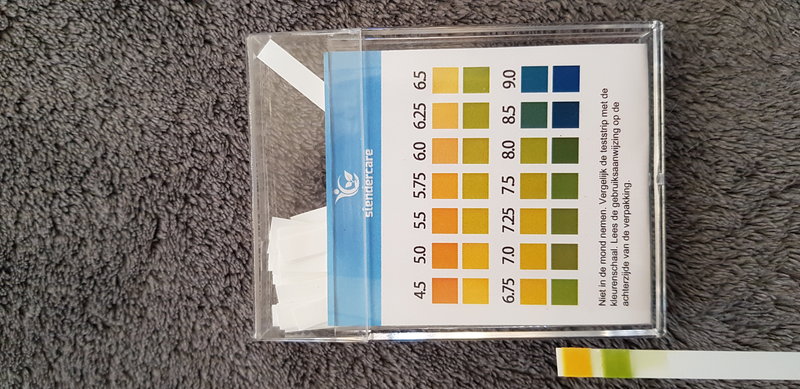 slendercare
4.5 5.0 5.5 5.75 6.0 6.25 6.5
6.75 7.0 7.25 7.5 8.0 8.5 9.0
Niet in de mond nemen. Vergelijk de teststrip met de
kleurenschaal. Lees de gebruiksaanwijzing op de
achterzijde van de verpakking.